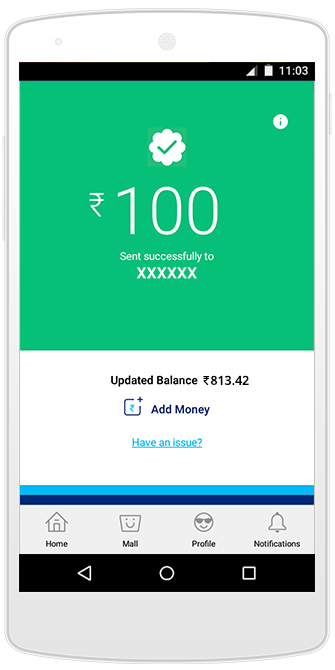 11:03
₹ 100
Sent successfully to
XXXXXX
Updated Balance ₹813.42
₹ Add Money
Have an issue?
Home Mall Profile Notifications